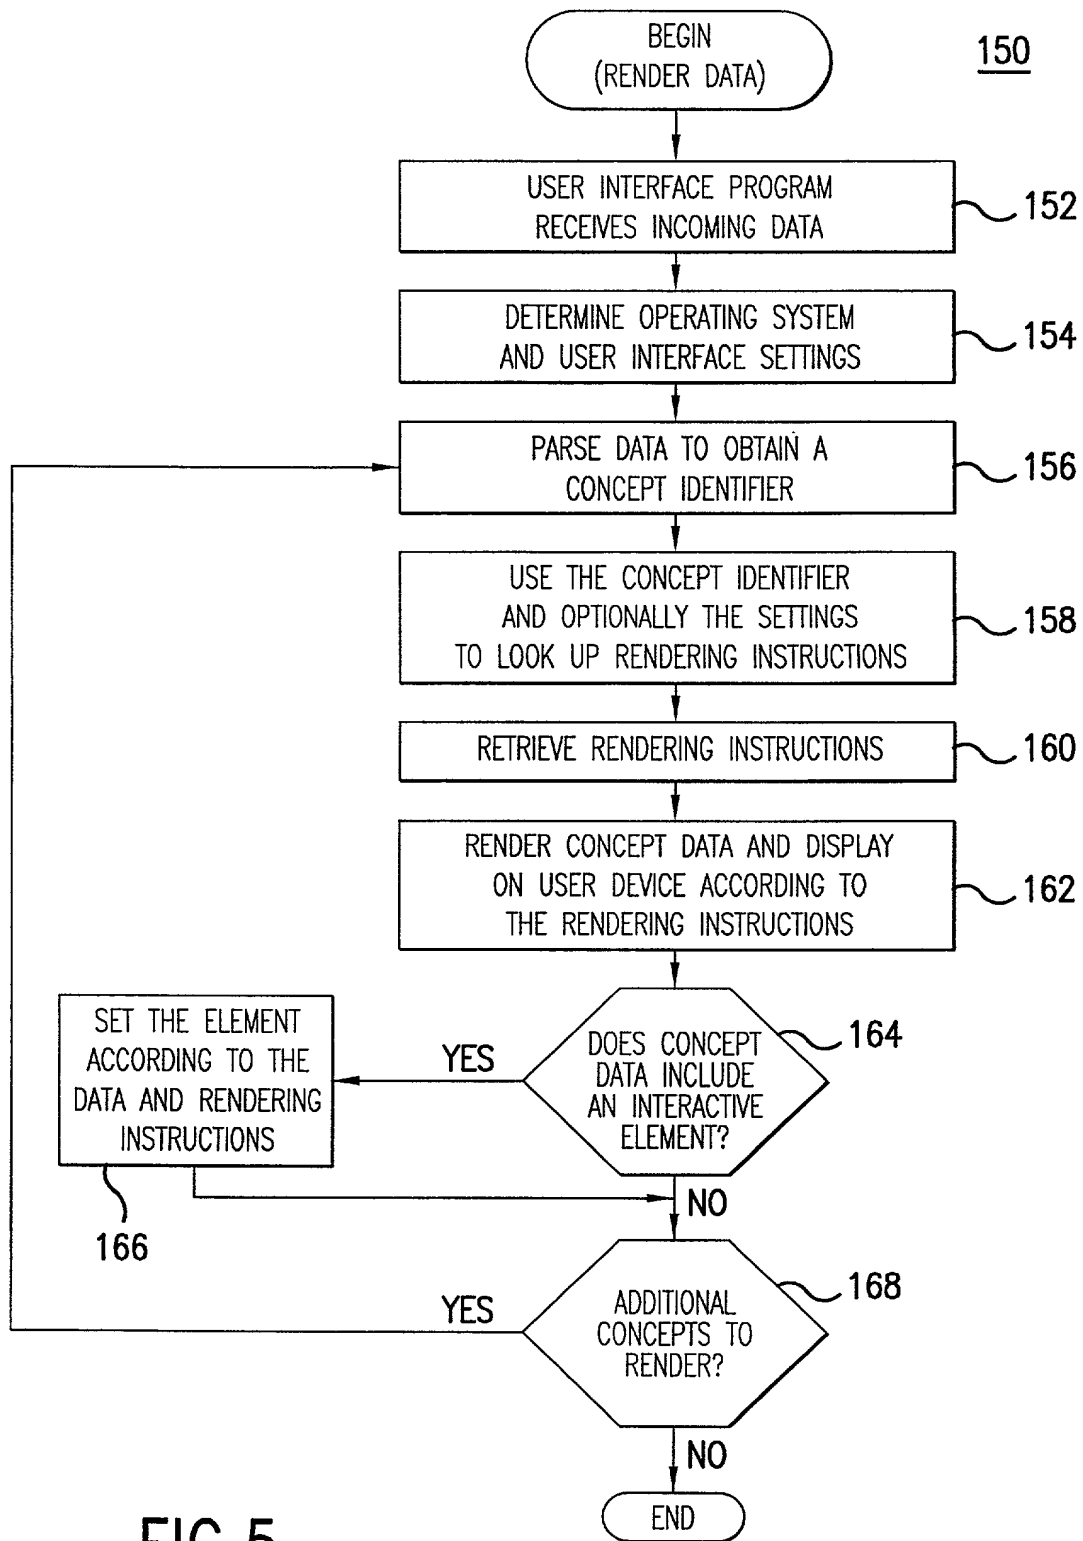 BEGIN
(RENDER DATA)
150
USER INTERFACE PROGRAM
RECEIVES INCOMING DATA
152
DETERMINE OPERATING SYSTEM
AND USER INTERFACE SETTINGS
154
PARSE DATA TO OBTAIN A
CONCEPT IDENTIFIER
156
USE THE CONCEPT IDENTIFIER
AND OPTIONALLY THE SETTINGS
TO LOOK UP RENDERING INSTRUCTIONS
158
RETRIEVE RENDERING INSTRUCTIONS
160
RENDER CONCEPT DATA AND DISPLAY
ON USER DEVICE ACCORDING TO
THE RENDERING INSTRUCTIONS
162
DOES CONCEPT
DATA INCLUDE
AN INTERACTIVE
ELEMENT?
164
YES
SET THE ELEMENT
ACCORDING TO THE
DATA AND RENDERING
INSTRUCTIONS
166
NO
ADDITIONAL
CONCEPTS TO
RENDER?
168
YES
NO
END
FIG.5